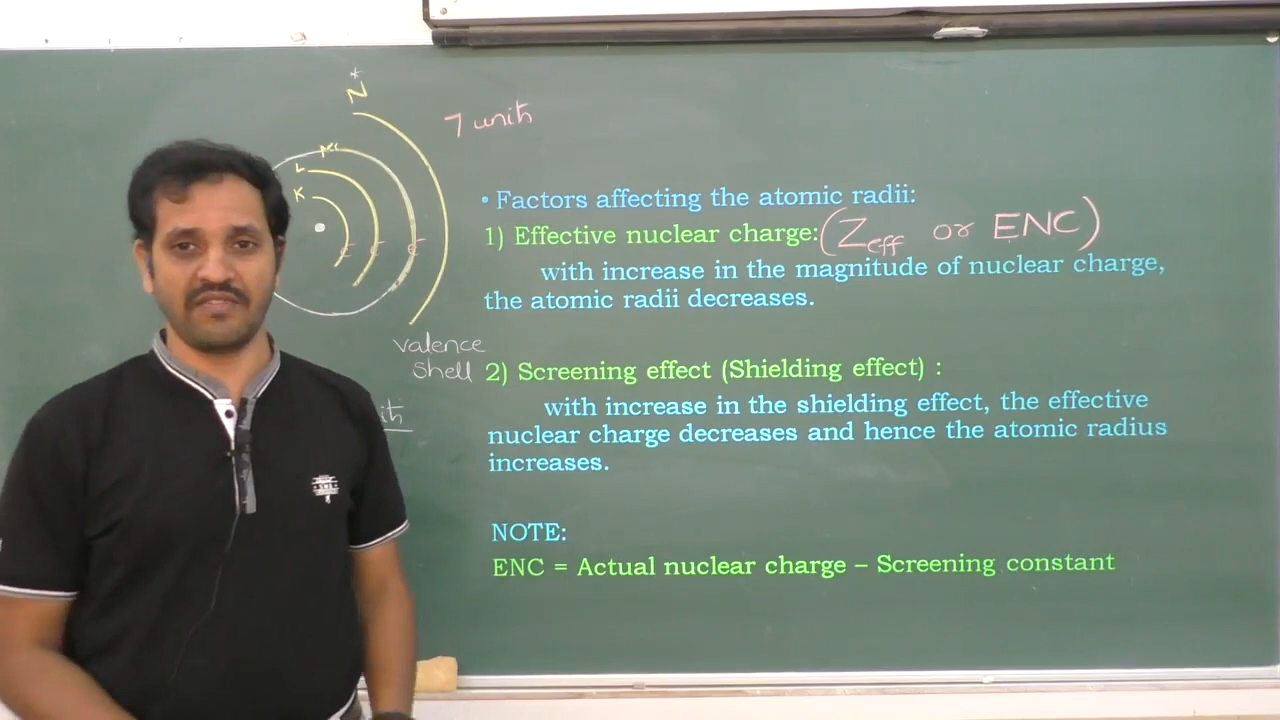 N
7 units
L
K
• Factors affecting the atomic radii:
1) Effective nuclear charge: (Zeff or ENC)
with increase in the magnitude of nuclear charge,
the atomic radii decreases.
valence
shell
2) Screening effect (Shielding effect) :
with increase in the shielding effect, the effective
nuclear charge decreases and hence the atomic radius
increases.
NOTE:
ENC = Actual nuclear charge – Screening constant